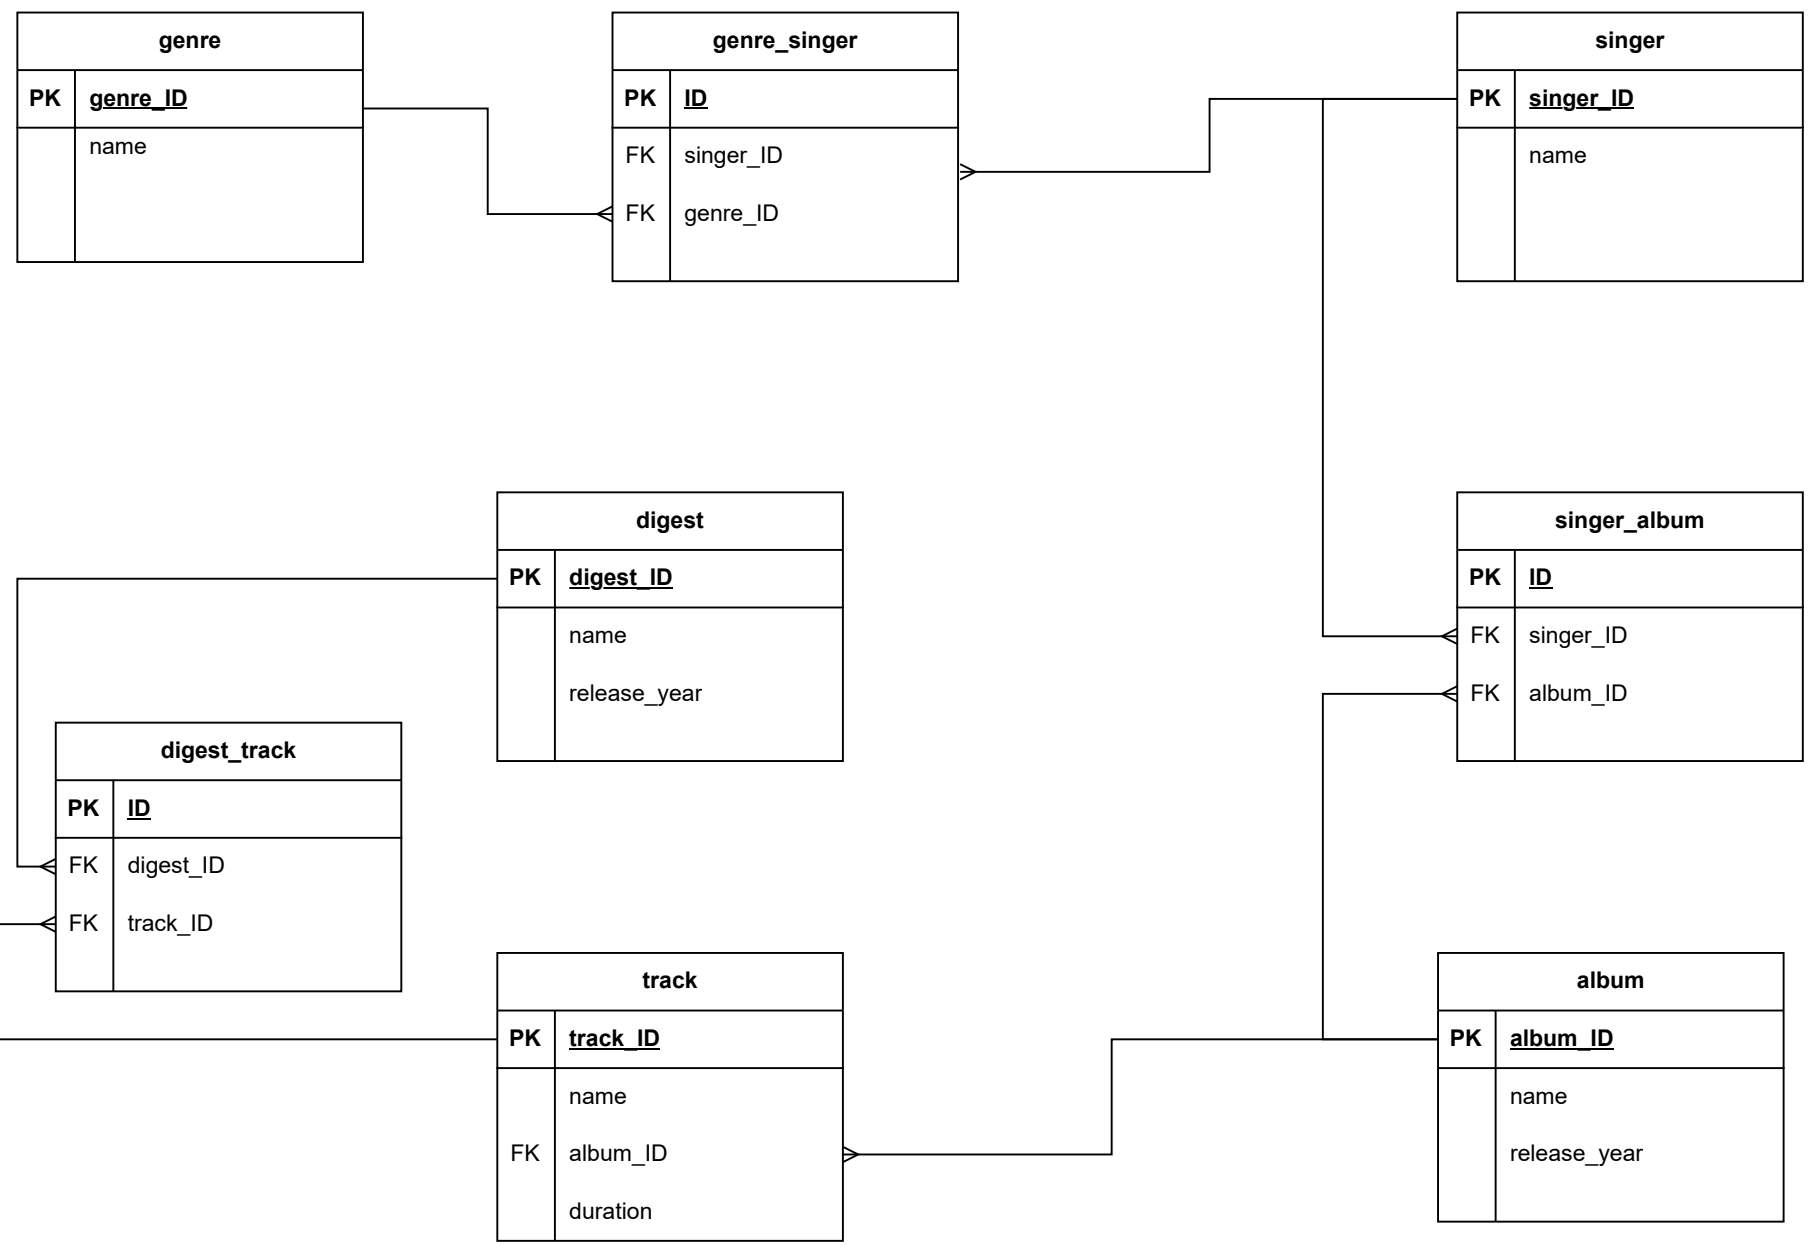 genre
PK genre_ID
name
genre_singer
PK ID
FK singer_ID
FK genre_ID
singer
PK singer_ID
name
digest
PK digest_ID
name
release_year
singer_album
PK ID
FK singer_ID
FK album_ID
digest_track
PK ID
FK digest_ID
FK track_ID
track
PK track_ID
name
FK album_ID
duration
album
PK album_ID
name
release_year